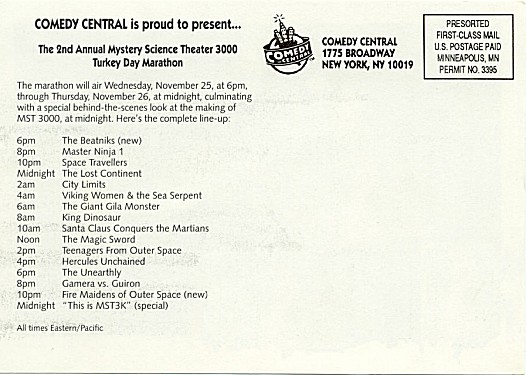 COMEDY CENTRAL is proud to present...
The 2nd Annual Mystery Science Theater 3000
Turkey Day Marathon
The marathon will air Wednesday, November 25, at 6pm,
through Thursday, November 26, at midnight, culminating
with a special behind-the-scenes look at the making of
MST 3000, at midnight. Here's the complete line-up:
6pm The Beatniks (new)
8pm Master Ninja 1
10pm Space Travellers
Midnight The Lost Continent
2am City Limits
4am Viking Women & the Sea Serpent
6am The Giant Gila Monster
8am King Dinosaur
10am Santa Claus Conquers the Martians
Noon The Magic Sword
2pm Teenagers From Outer Space
4pm Hercules Unchained
6pm The Unearthly
8pm Gamera vs. Guiron
10pm Fire Maidens of Outer Space (new)
Midnight "This is MST3K" (special)
All times Eastern/Pacific
COMEDY
CENTRAL
COMEDY CENTRAL
1775 BROADWAY
NEW YORK, NY 10019
PRESORTED
FIRST-CLASS MAIL
U.S. POSTAGE PAID
MINNEAPOLIS, MN
PERMIT NO. 3395